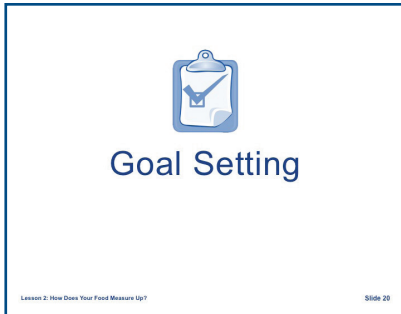 Goal Setting
Lesson 2: How Does Your Food Measure Up?
Slide 20